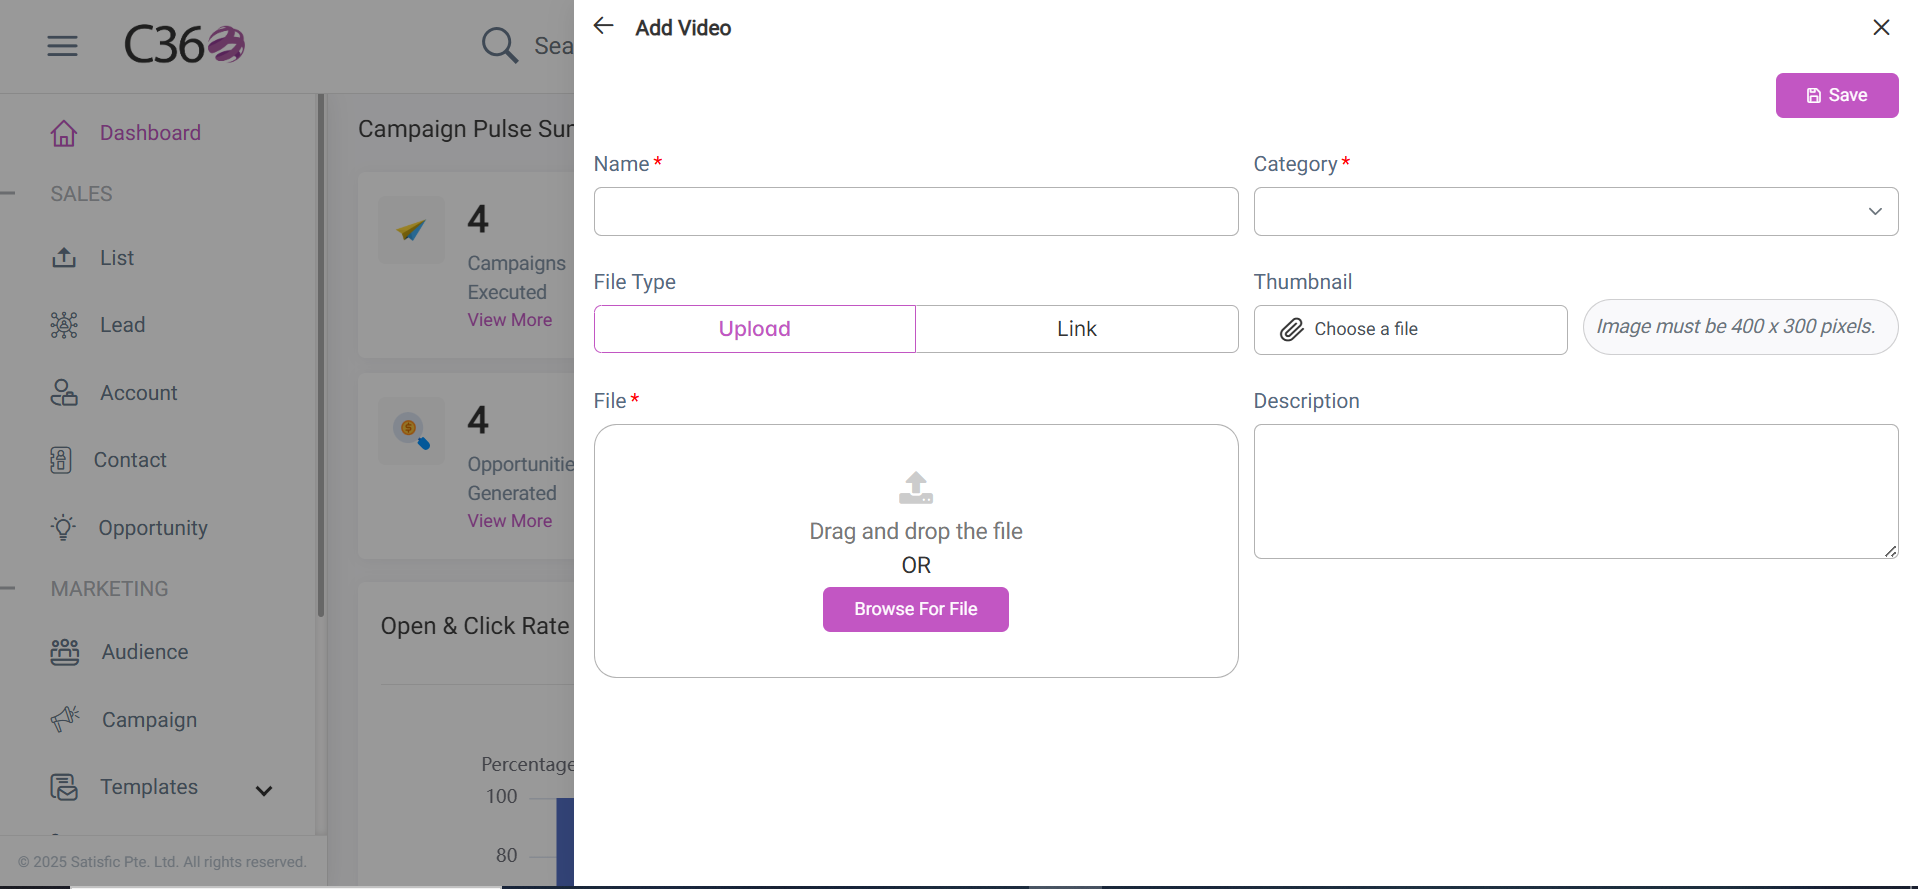 C360
Sea
Dashboard
SALES
List
Lead
Account
Contact
Opportunity
MARKETING
Audience
Campaign
Templates
© 2025 Satisfic Pte. Ltd. All rights reserved.
Campaign Pulse Sun
4
Campaigns
Executed
View More
4
Opportunitie
Generated
View More
Open & Click Rate
Percentage
100
80
Add Video
Save
Name *
Category *
File Type
Upload
Link
Thumbnail
Choose a file
Image must be 400 x 300 pixels.
File *
Drag and drop the file
OR
Browse For File
Description